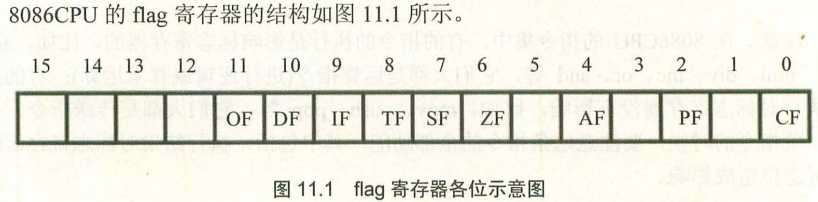 8086CPU 的 flag 寄存器的结构如图 11.1 所示。
15 14 13 12 11 10 9 8 7 6 5 4 3 2 1 0
OF DF IF TF SF ZF AF PF CF
图 11.1 flag 寄存器各位示意图